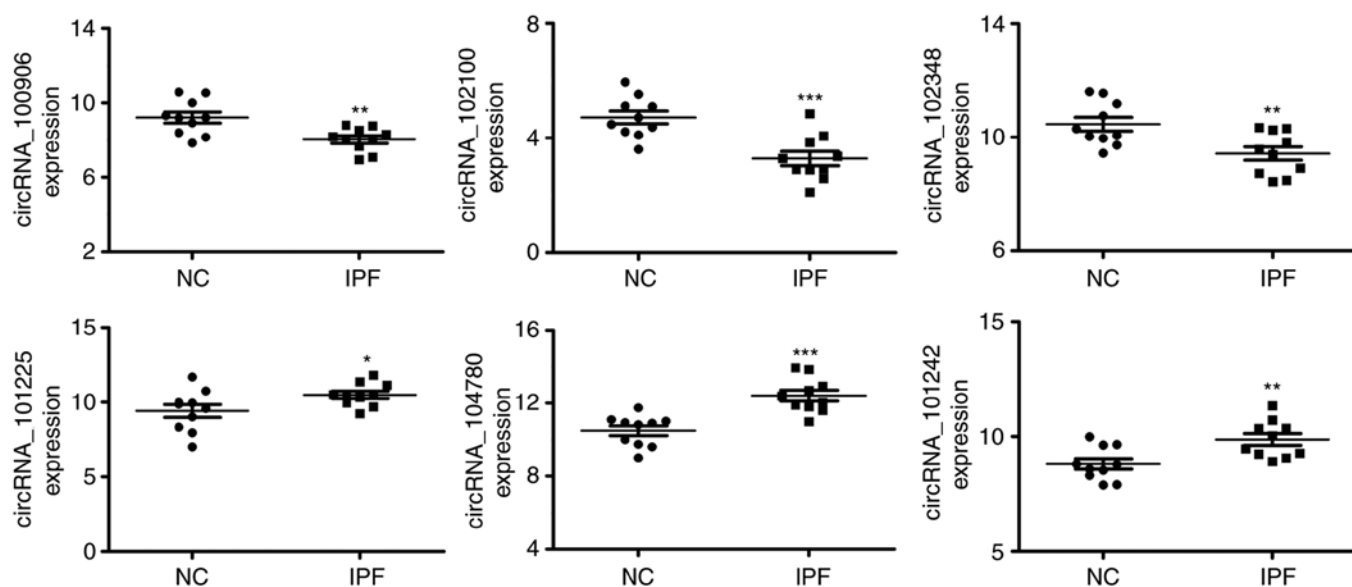 circRNA_100906
expression
14
10
6
2
**
NC
IPF
circRNA_102100
expression
8
4
0
***
NC
IPF
circRNA_102348
expression
14
10
6
**
NC
IPF
circRNA_101225
expression
15
10
5
0
*
NC
IPF
circRNA_104780
expression
16
12
8
4
***
NC
IPF
circRNA_101242
expression
15
10
5
**
NC
IPF